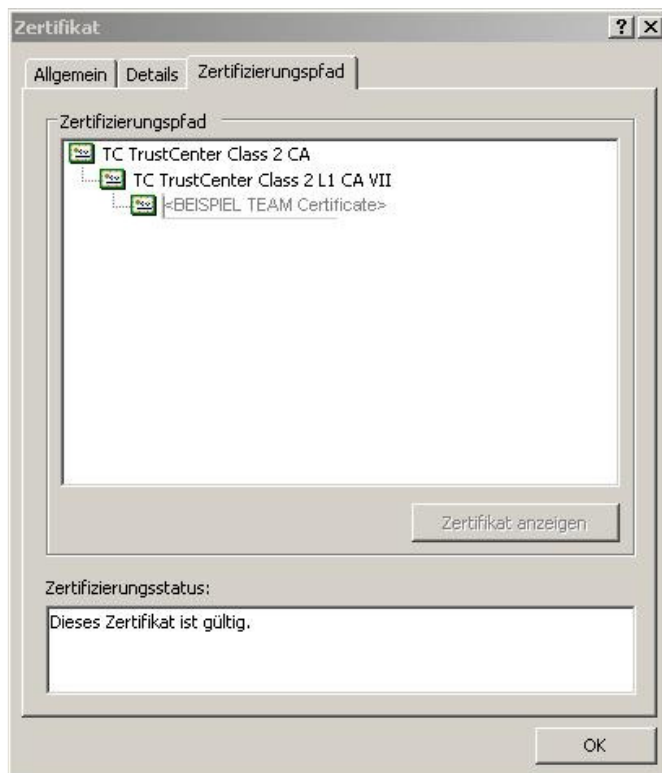 Zertifikat
Allgemein Details Zertifizierungspfad
Zertifizierungspfad
TC TrustCenter Class 2 CA
TC TrustCenter Class 2 L1 CA VII
<BEISPIEL TEAM Certificate>
Zertifikat anzeigen
Zertifizierungsstatus:
Dieses Zertifikat ist gültig.
OK